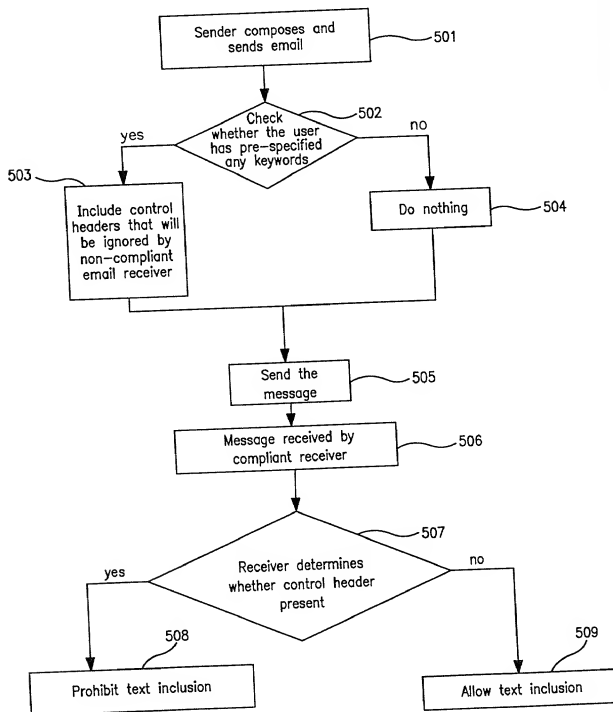 Sender composes and
sends email
501
502
Check
whether the user
has pre-specified
any keywords
yes
no
503
Include control
headers that will
be ignored by
non-compliant
email receiver
Do nothing
504
Send the
message
505
Message received by
compliant receiver
506
507
Receiver determines
whether control header
present
yes
no
508
Prohibit text inclusion
509
Allow text inclusion